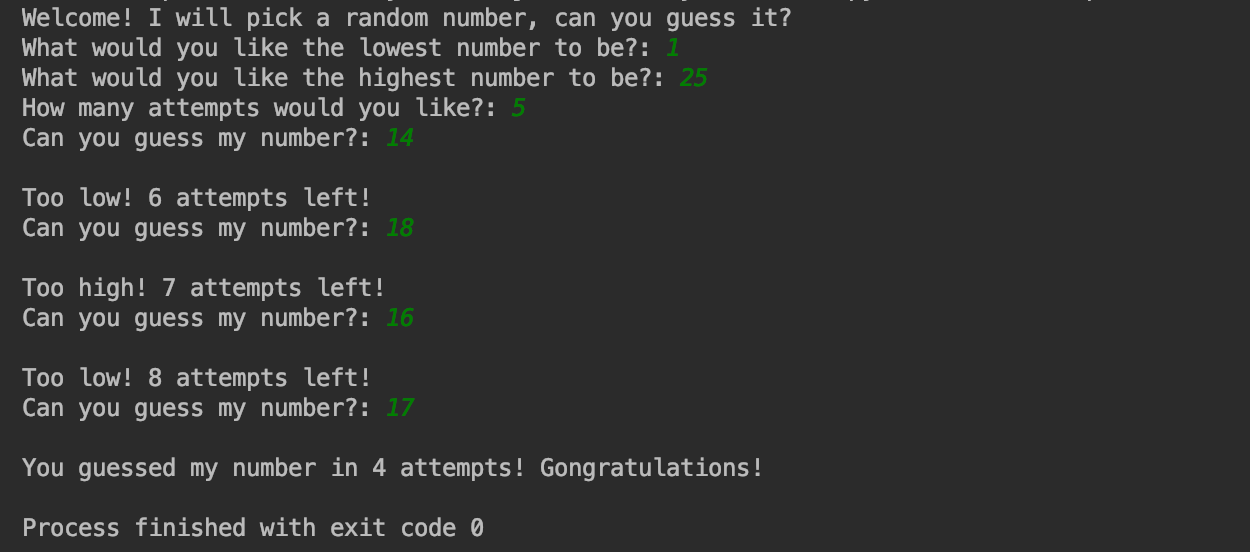 Welcome! I will pick a random number, can you guess it?
What would you like the lowest number to be?: 1
What would you like the highest number to be?: 25
How many attempts would you like?: 5
Can you guess my number?: 14
Too low! 6 attempts left!
Can you guess my number?: 18
Too high! 7 attempts left!
Can you guess my number?: 16
Too low! 8 attempts left!
Can you guess my number?: 17
You guessed my number in 4 attempts! Gongratulations!
Process finished with exit code 0